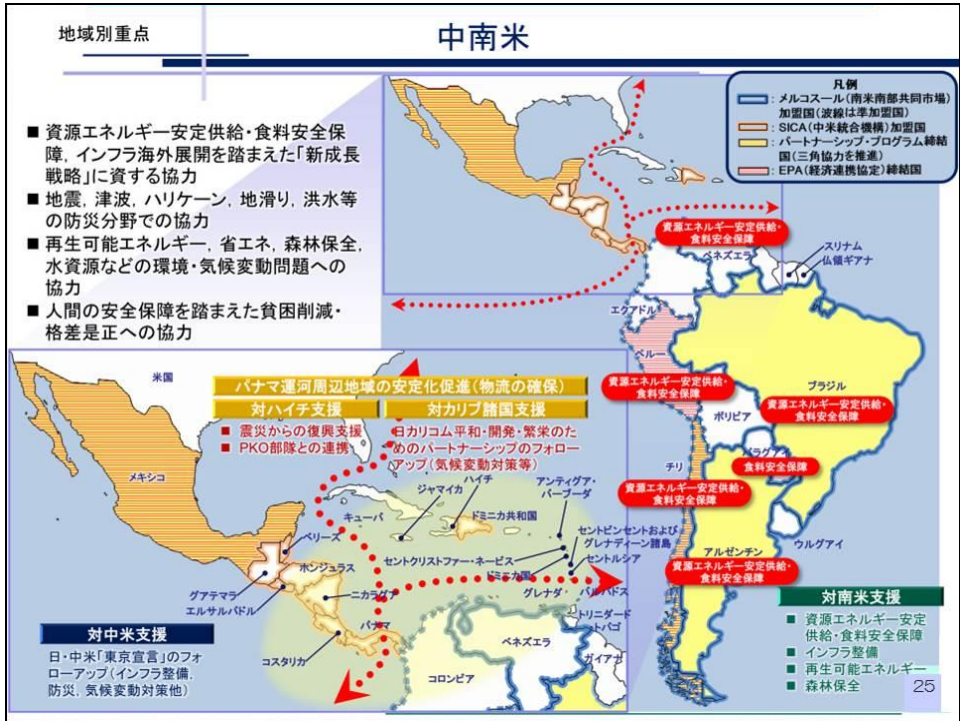 地域別重点
中南米
■ 資源エネルギー安定供給・食料安全保
障，インフラ海外展開を踏まえた「新成長
戦略」に資する協力
■ 地震，津波，ハリケーン，地滑り，洪水等
の防災分野での協力
■ 再生可能エネルギー，省エネ，森林保全，
水資源などの環境・気候変動問題への
協力
■ 人間の安全保障を踏まえた貧困削減・
格差是正への協力
凡例
：メルコスール（南米南部共同市場）
加盟国（波線は準加盟国）
：SICA（中米統合機構）加盟国
：パートナーシップ・プログラム締結
国（三角協力を推進）
：EPA（経済連携協定）締結国
資源エネルギー安定供給・
食料安全保障
ベネズエラ
スリナム
仏領ギアナ
エクアドル
ペルー
資源エネルギー安定供給・
食料安全保障
ブラジル
資源エネルギー安定供給・
食料安全保障
ボリビア
パラグアイ
食料安全保障
チリ
資源エネルギー安定供給・
食料安全保障
ウルグアイ
アルゼンチン
資源エネルギー安定供給・
食料安全保障
対南米支援
■ 資源エネルギー安定
供給・食料安全保障
■ インフラ整備
■ 再生可能エネルギー
■ 森林保全
米国
パナマ運河周辺地域の安定化促進（物流の確保）
対ハイチ支援
■ 震災からの復興支援
■ PKO部隊との連携
対カリブ諸国支援
日カリコム平和・開発・繁栄のた
めのパートナーシップのフォロー
アップ（気候変動対策等）
メキシコ
キューバ
ジャマイカ
ハイチ
ドミニカ共和国
アンティグア・
バーブーダ
ベリーズ
ホンジュラス
セントクリストファー・ネービス
セントビンセントおよび
グレナディーン諸島
セントルシア
ドミニカ国
グアテマラ
エルサルバドル
ニカラグア
グレナダ
バルバドス
パナマ
トリニダード
トバゴ
コスタリカ
ベネズエラ
ガイアナ
コロンビア
対中米支援
日・中米「東京宣言」のフォ
ローアップ（インフラ整備，
防災，気候変動対策他）
25